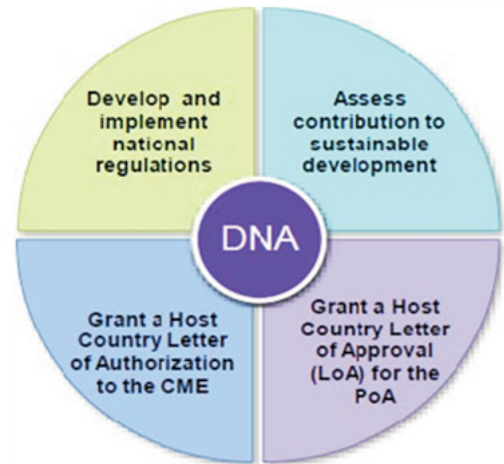 Develop and
implement
national
regulations
Assess
contribution to
sustainable
development
DNA
Grant a Host
Country Letter
of Authorization
to the CME
Grant a Host
Country Letter
of Approval
(LoA) for the
PoA